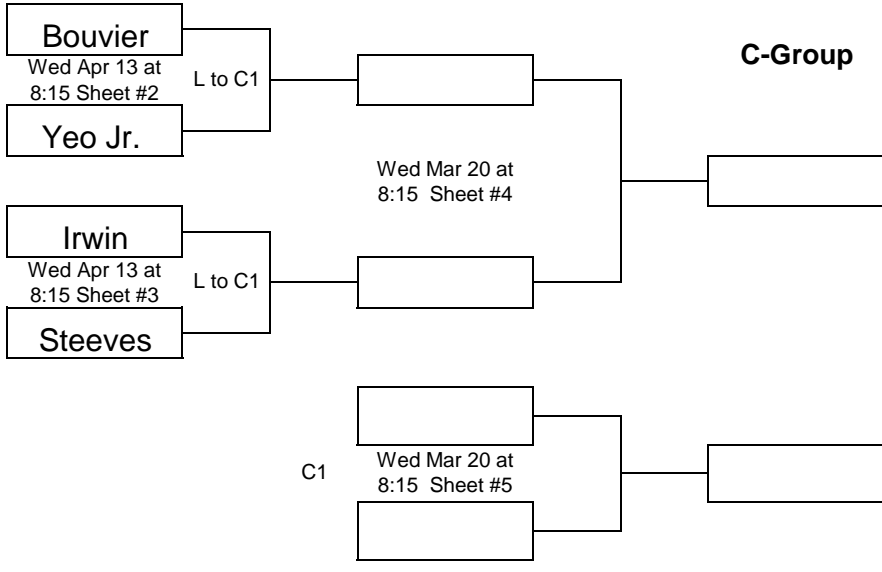 Bouvier
Wed Apr 13 at
8:15 Sheet #2
L to C1
Yeo Jr.
C-Group
Wed Mar 20 at
8:15 Sheet #4
Irwin
Wed Apr 13 at
8:15 Sheet #3
L to C1
Steeves
C1
Wed Mar 20 at
8:15 Sheet #5